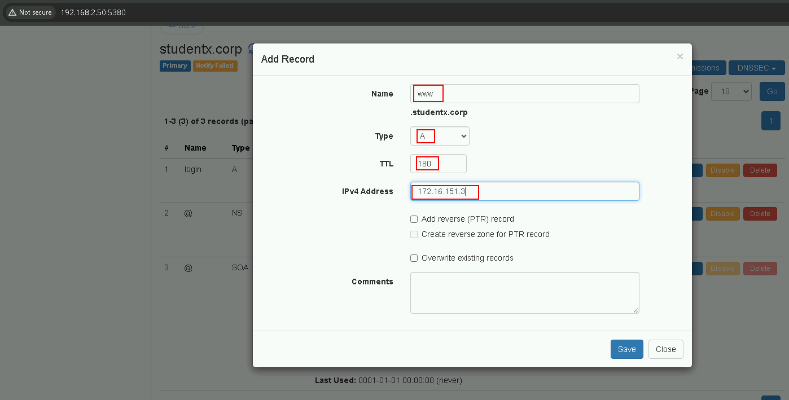 Not secure 192.168.2.50:5380
studentx.corp
Primary Notify Failed
DNSSEC
Page 10 Go
1-3 (3) of 3 records (pa
1
# Name Type
1 login A Disable Delete
2 @ NS Disable Delete
3 @ SOA Disable Delete
Last Used: 0001-01-01 00:00:00 (never)
Add Record ×
Name www
.studentx.corp
Type A
TTL 180
IPv4 Address 172.16.151.3
Add reverse (PTR) record
Create reverse zone for PTR record
Overwrite existing records
Comments
Save Close